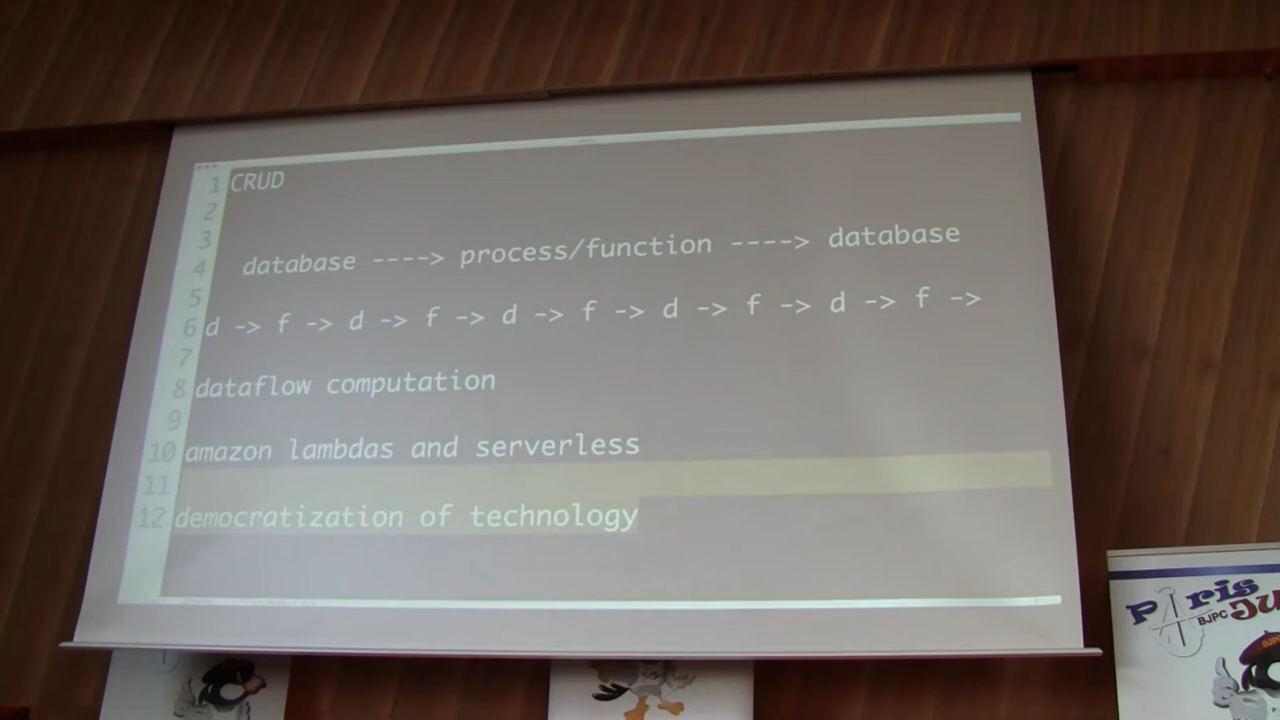 1 CRUD
2
3
4 database ----> process/function ----> database
5
6 d -> f -> d -> f -> d -> f -> d -> f -> d -> f ->
7
8 dataflow computation
9
10 amazon lambdas and serverless
11
12 democratization of technology
Paris
BJPC